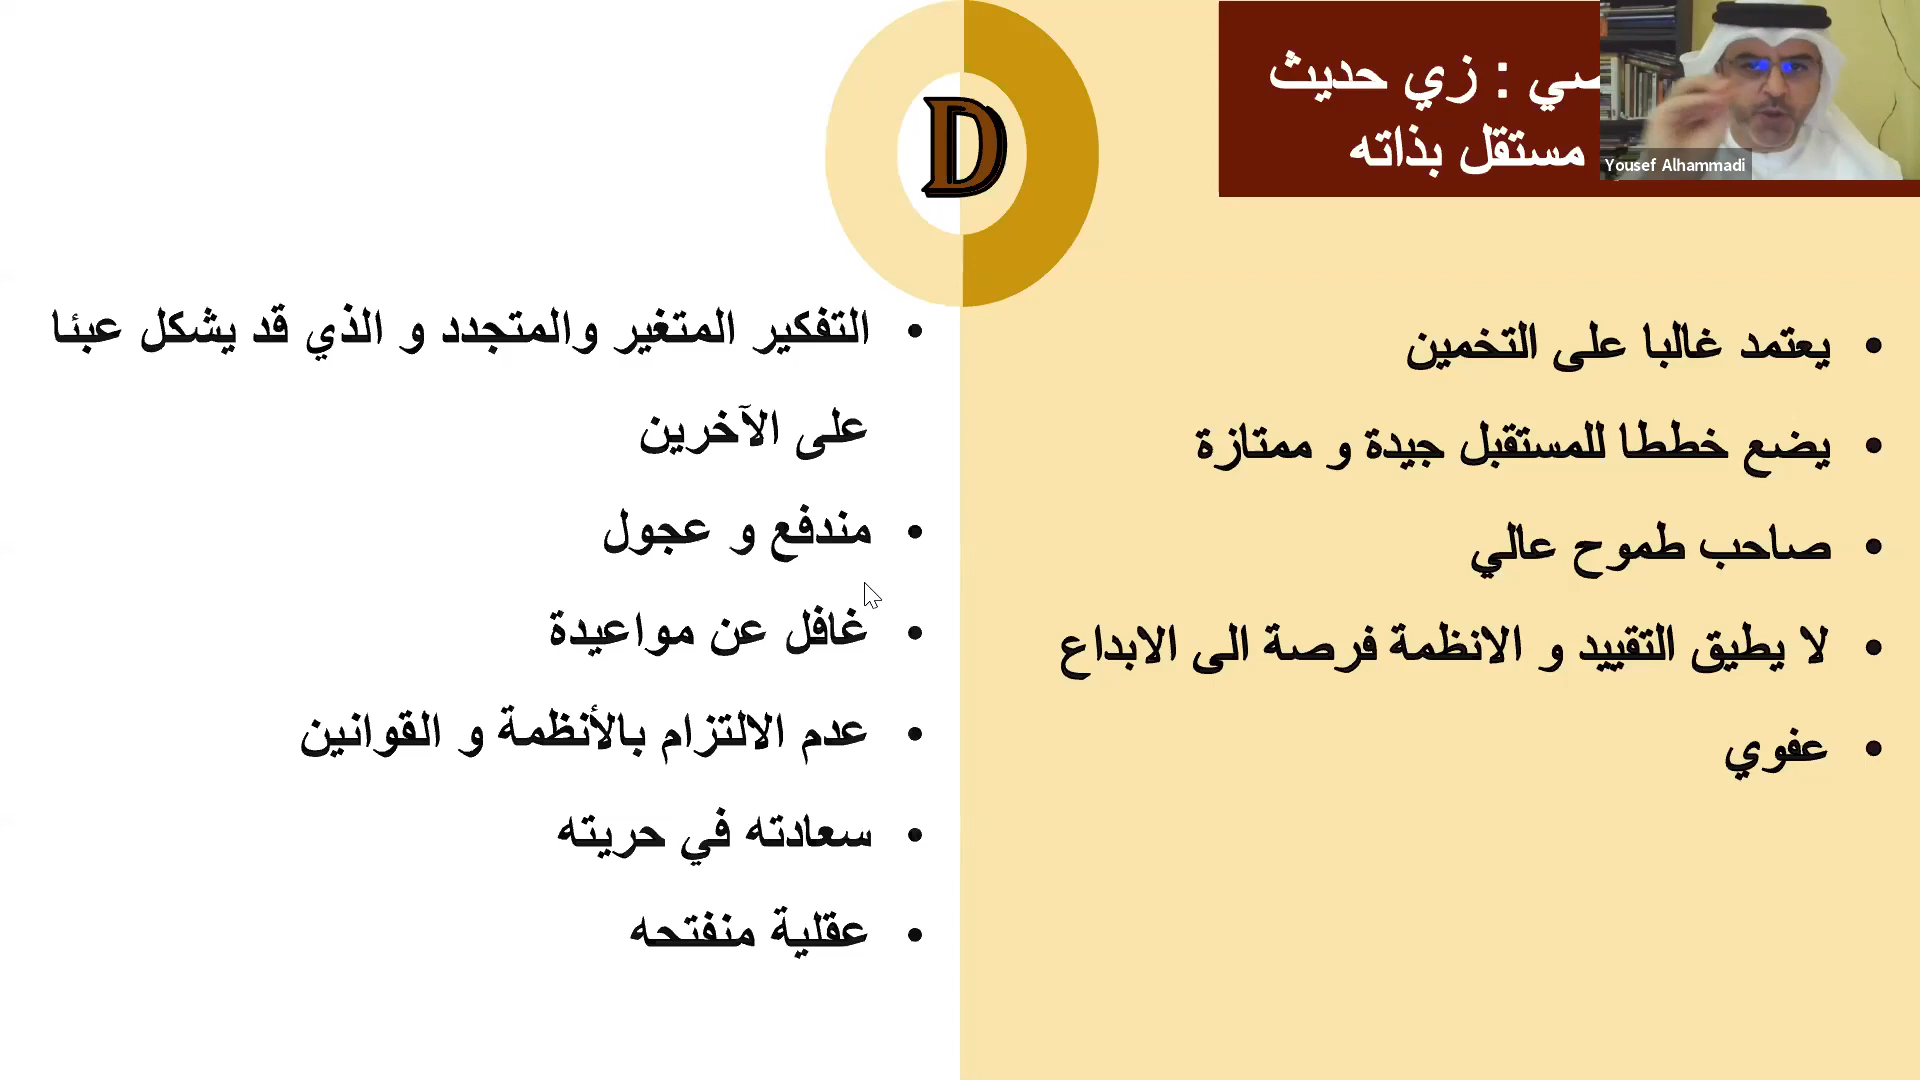 : زي حديث
مستقل بذاته
Yousef Alhammadi
D
• يعتمد غالبا على التخمين
• يضع خططا للمستقبل جيدة و ممتازة
• صاحب طموح عالي
• لا يطيق التقييد و الانظمة فرصة الى الابداع
• عفوي
• التفكير المتغير والمتجدد و الذي قد يشكل عبئا
على الآخرين
• مندفع و عجول
• غافل عن مواعيدة
• عدم الالتزام بالأنظمة و القوانين
• سعادته في حريته
• عقلية منفتحه